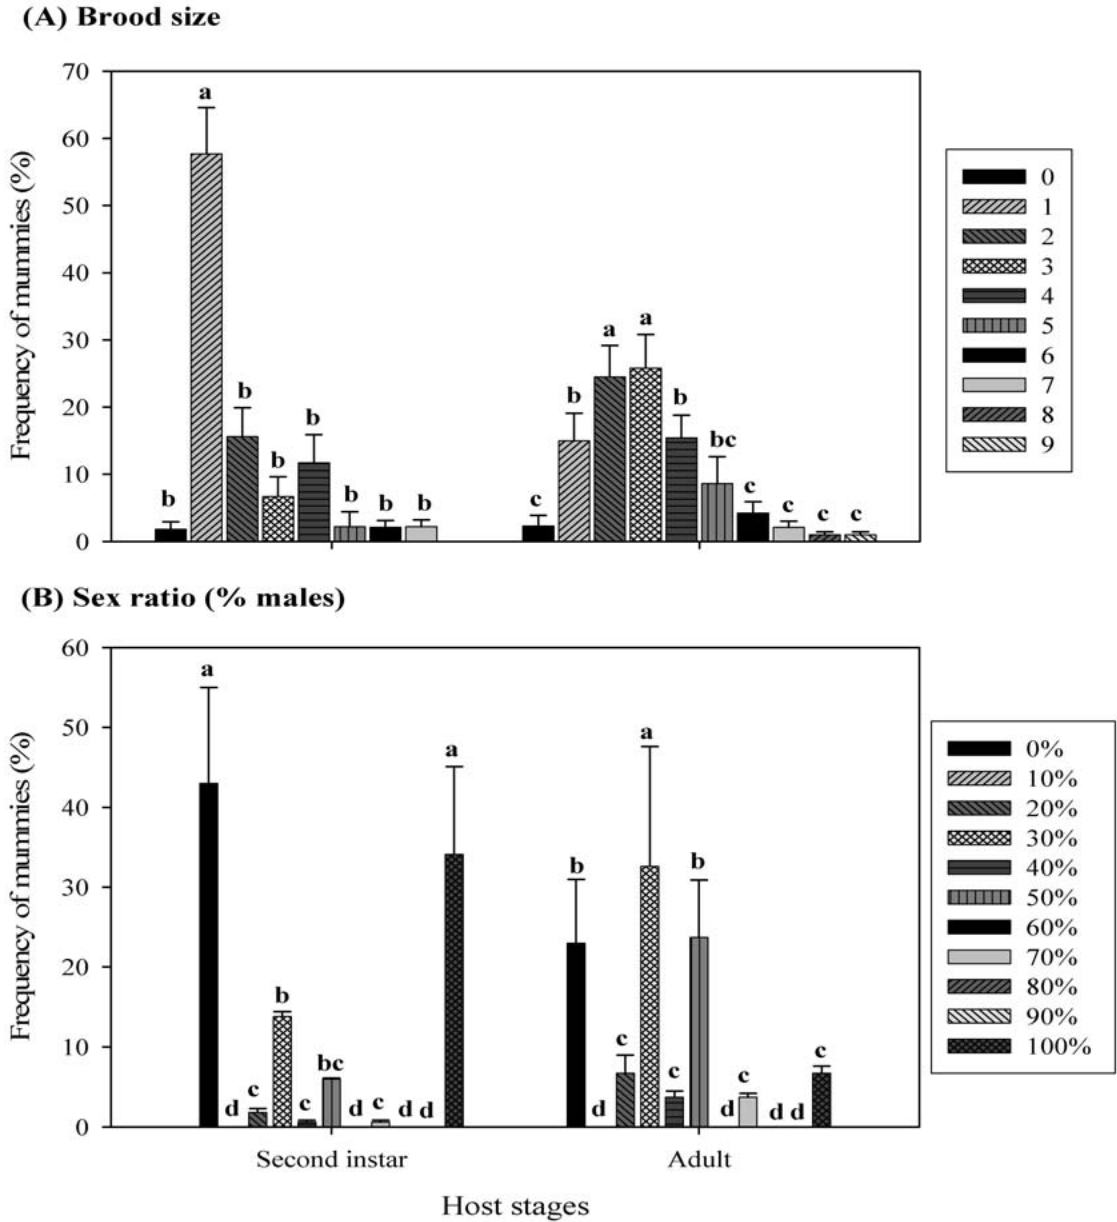 (A) Brood size
Frequency of mummies (%)
70
60
50
40
30
20
10
0
b
a
b
b
b
b
b
b
c
b
a
a
b
bc
c
c
c
c
0
1
2
3
4
5
6
7
8
9
(B) Sex ratio (% males)
Frequency of mummies (%)
60
50
40
30
20
10
0
a
d
c
b
c
bc
d
c
d
d
a
b
d
c
a
c
b
d
c
d
d
c
0%
10%
20%
30%
40%
50%
60%
70%
80%
90%
100%
Second instar
Adult
Host stages